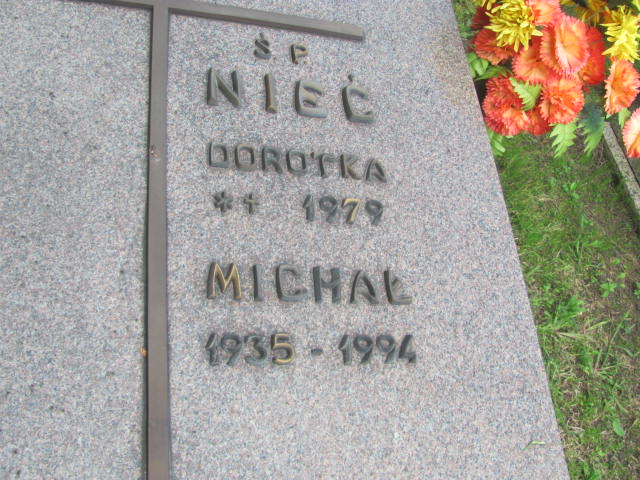 Ś P
NIEĆ
DOROTKA
*† 1979
MICHAŁ
1935 - 1994